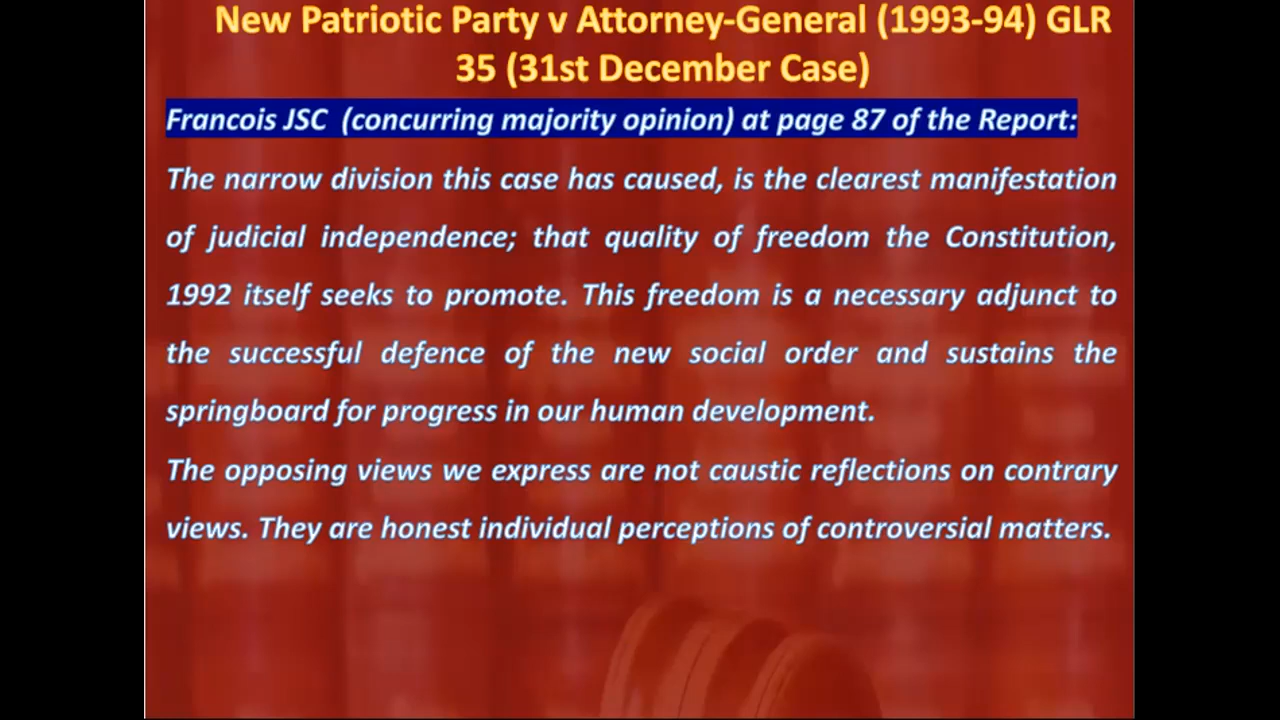 New Patriotic Party v Attorney-General (1993-94) GLR
35 (31st December Case)
Francois JSC (concurring majority opinion) at page 87 of the Report:
The narrow division this case has caused, is the clearest manifestation
of judicial independence; that quality of freedom the Constitution,
1992 itself seeks to promote. This freedom is a necessary adjunct to
the successful defence of the new social order and sustains the
springboard for progress in our human development.
The opposing views we express are not caustic reflections on contrary
views. They are honest individual perceptions of controversial matters.